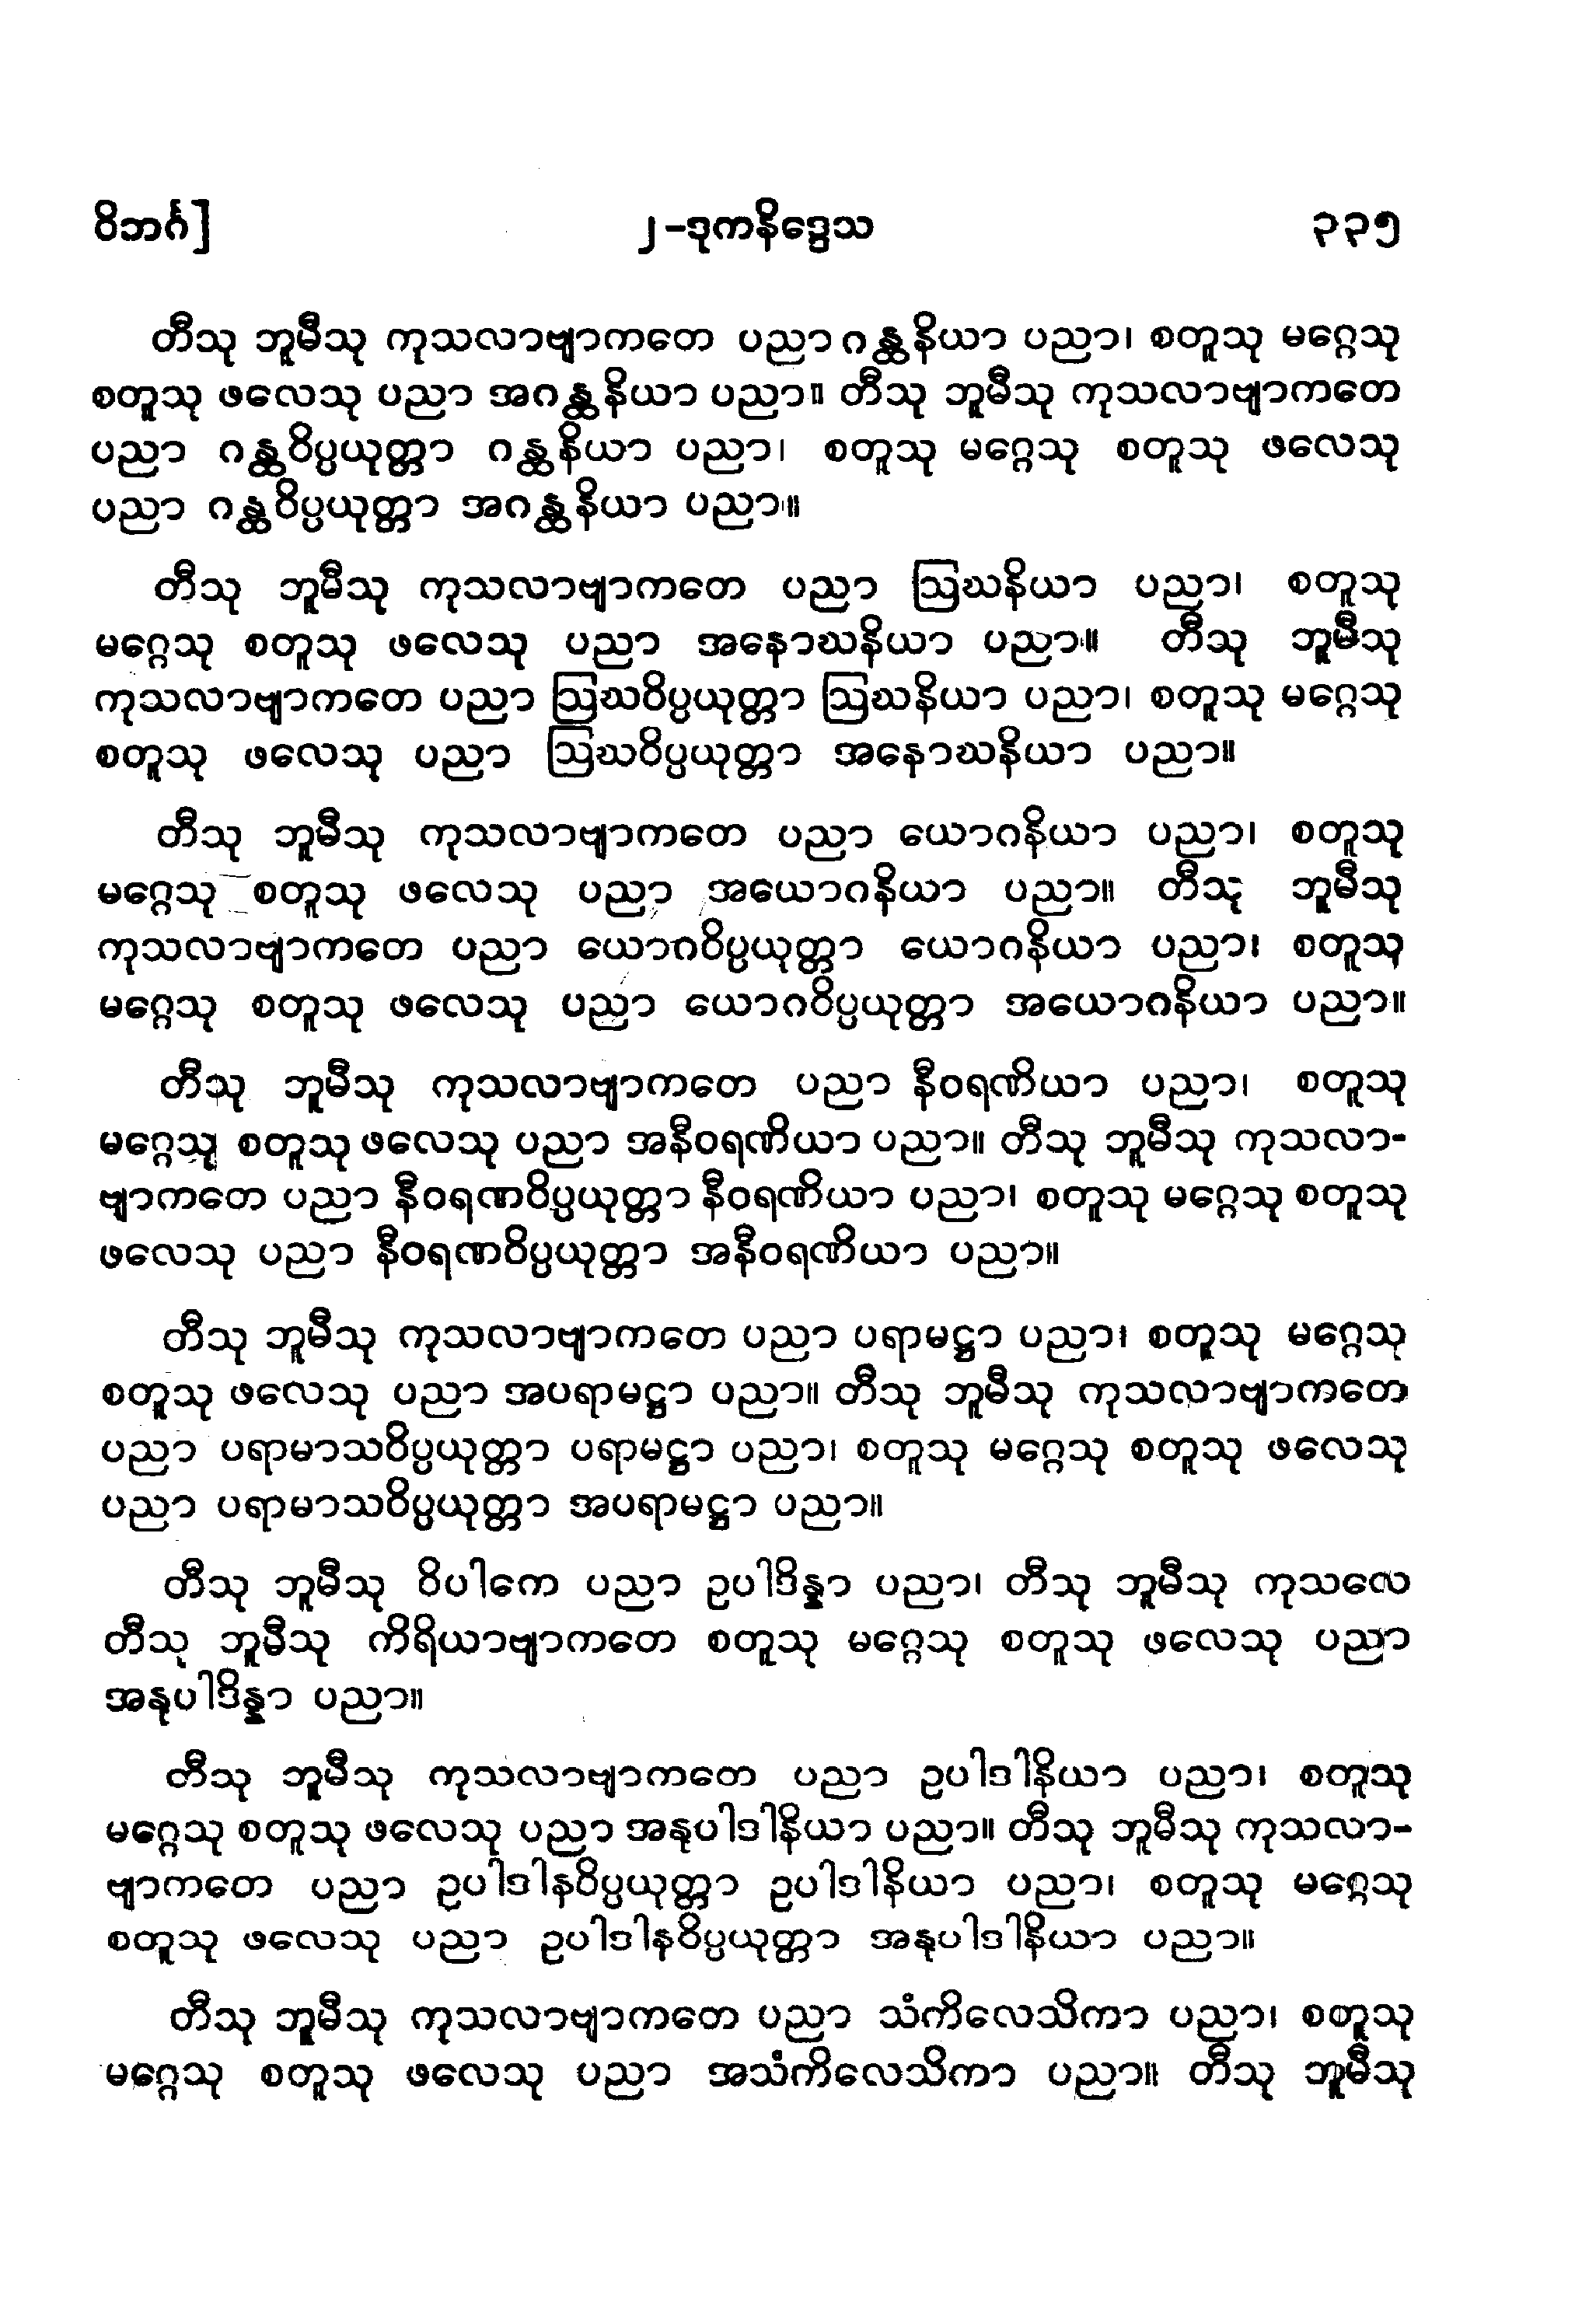 ဝိဘင်္ဂ]
၂-ဒုကနိဒ္ဒေသ
၃၃၅
တီသု ဘူမီသု ကုသလာဗျာကတေ ပညာ ဂန္ထနိယာ ပညာ၊ စတူသု မဂ္ဂေသု
စတူသု ဖလေသု ပညာ အဂန္ထနိယာ ပညာ။ တီသု ဘူမီသု ကုသလာဗျာကတေ
ပညာ ဂန္ထဝိပ္ပယုတ္တာ ဂန္ထနိယာ ပညာ၊ စတူသု မဂ္ဂေသု စတူသု ဖလေသု
ပညာ ဂန္ထဝိပ္ပယုတ္တာ အဂန္ထနိယာ ပညာ။
တီသု ဘူမီသု ကုသလာဗျာကတေ ပညာ ဩဃနိယာ ပညာ၊ စတူသု
မဂ္ဂေသု စတူသု ဖလေသု ပညာ အနောဃနိယာ ပညာ။ တီသု ဘူမီသု
ကုသလာဗျာကတေ ပညာ ဩဃဝိပ္ပယုတ္တာ ဩဃနိယာ ပညာ၊ စတူသု မဂ္ဂေသု
စတူသု ဖလေသု ပညာ ဩဃဝိပ္ပယုတ္တာ အနောဃနိယာ ပညာ။
တီသု ဘူမီသု ကုသလာဗျာကတေ ပညာ ယောဂနိယာ ပညာ၊ စတူသု
မဂ္ဂေသု စတူသု ဖလေသု ပညာ အယောဂနိယာ ပညာ။ တီသု ဘူမီသု
ကုသလာဗျာကတေ ပညာ ယောဂဝိပ္ပယုတ္တာ ယောဂနိယာ ပညာ၊ စတူသု
မဂ္ဂေသု စတူသု ဖလေသု ပညာ ယောဂဝိပ္ပယုတ္တာ အယောဂနိယာ ပညာ။
တီသု ဘူမီသု ကုသလာဗျာကတေ ပညာ နီဝရဏိယာ ပညာ၊ စတူသု
မဂ္ဂေသု စတူသု ဖလေသု ပညာ အနီဝရဏိယာ ပညာ။ တီသု ဘူမီသု ကုသလာ-
ဗျာကတေ ပညာ နီဝရဏဝိပ္ပယုတ္တာ နီဝရဏိယာ ပညာ၊ စတူသု မဂ္ဂေသု စတူသု
ဖလေသု ပညာ နီဝရဏဝိပ္ပယုတ္တာ အနီဝရဏိယာ ပညာ။
တီသု ဘူမီသု ကုသလာဗျာကတေ ပညာ ပရာမဋ္ဌာ ပညာ၊ စတူသု မဂ္ဂေသု
စတူသု ဖလေသု ပညာ အပရာမဋ္ဌာ ပညာ။ တီသု ဘူမီသု ကုသလာဗျာကတေ
ပညာ ပရာမာသဝိပ္ပယုတ္တာ ပရာမဋ္ဌာ ပညာ၊ စတူသု မဂ္ဂေသု စတူသု ဖလေသု
ပညာ ပရာမာသဝိပ္ပယုတ္တာ အပရာမဋ္ဌာ ပညာ။
တီသု ဘူမီသု ဝိပါကေ ပညာ ဥပါဒိန္နာ ပညာ၊ တီသု ဘူမီသု ကုသလေ
တီသု ဘူမီသု ကိရိယာဗျာကတေ စတူသု မဂ္ဂေသု စတူသု ဖလေသု ပညာ
အနုပါဒိန္နာ ပညာ။
တီသု ဘူမီသု ကုသလာဗျာကတေ ပညာ ဥပါဒါနိယာ ပညာ၊ စတူသု
မဂ္ဂေသု စတူသု ဖလေသု ပညာ အနုပါဒါနိယာ ပညာ။ တီသု ဘူမီသု ကုသလာ-
ဗျာကတေ ပညာ ဥပါဒါနဝိပ္ပယုတ္တာ ဥပါဒါနိယာ ပညာ၊ စတူသု မဂ္ဂေသု
စတူသု ဖလေသု ပညာ ဥပါဒါနဝိပ္ပယုတ္တာ အနုပါဒါနိယာ ပညာ။
တီသု ဘူမီသု ကုသလာဗျာကတေ ပညာ သံကိလေသိကာ ပညာ၊ စတူသု
မဂ္ဂေသု စတူသု ဖလေသု ပညာ အသံကိလေသိကာ ပညာ။ တီသု ဘူမီသု